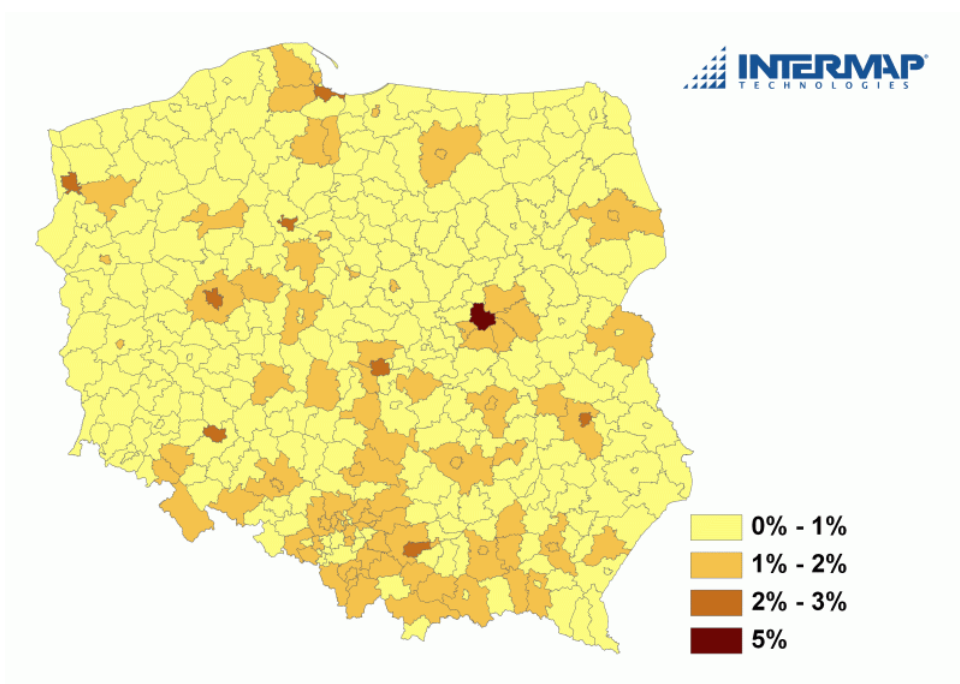 INTERMAP®
TECHNOLOGIES
0% - 1%
1% - 2%
2% - 3%
5%